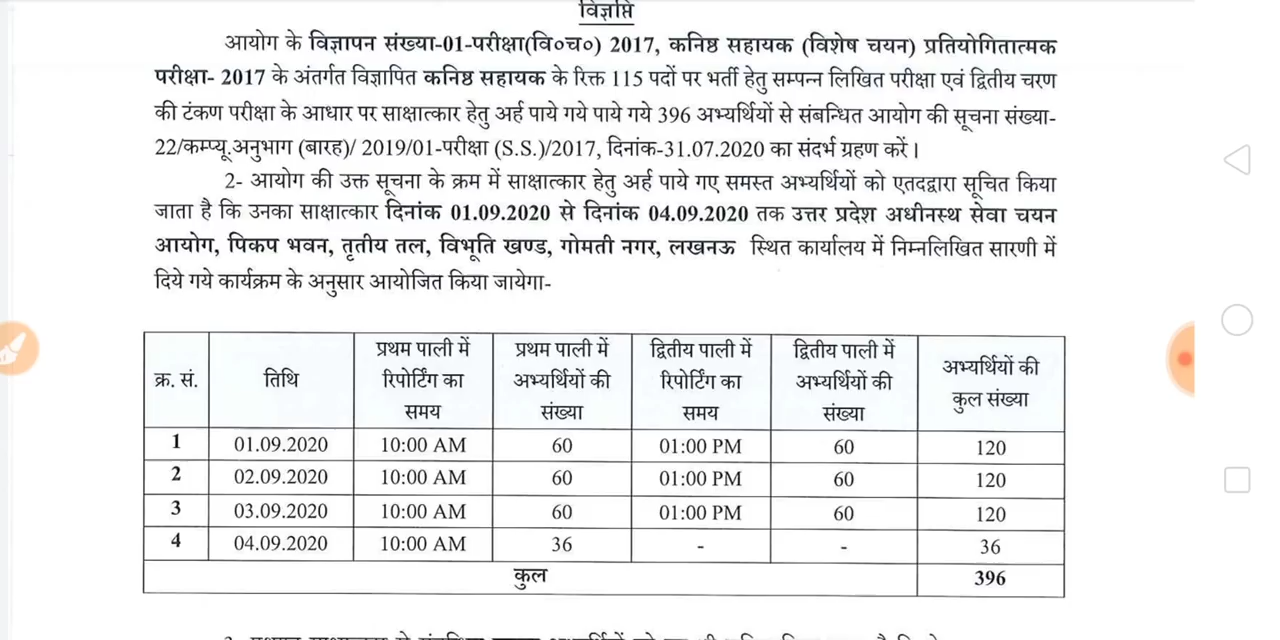 विज्ञप्ति
आयोग के विज्ञापन संख्या-01-परीक्षा(वि०च०) 2017, कनिष्ठ सहायक (विशेष चयन) प्रतियोगितात्मक
परीक्षा- 2017 के अंतर्गत विज्ञापित कनिष्ठ सहायक के रिक्त 115 पदों पर भर्ती हेतु सम्पन्न लिखित परीक्षा एवं द्वितीय चरण
की टंकण परीक्षा के आधार पर साक्षात्कार हेतु अर्ह पाये गये पाये गये 396 अभ्यर्थियों से संबन्धित आयोग की सूचना संख्या-
22/कम्प्यू.अनुभाग (बारह)/ 2019/01-परीक्षा (S.S.)/2017, दिनांक-31.07.2020 का संदर्भ ग्रहण करें।
2- आयोग की उक्त सूचना के क्रम में साक्षात्कार हेतु अर्ह पाये गए समस्त अभ्यर्थियों को एतदद्वारा सूचित किया
जाता है कि उनका साक्षात्कार दिनांक 01.09.2020 से दिनांक 04.09.2020 तक उत्तर प्रदेश अधीनस्थ सेवा चयन
आयोग, पिकप भवन, तृतीय तल, विभूति खण्ड, गोमती नगर, लखनऊ स्थित कार्यालय में निम्नलिखित सारणी में
दिये गये कार्यक्रम के अनुसार आयोजित किया जायेगा-
क्र. सं. तिथि प्रथम पाली में रिपोर्टिंग का समय प्रथम पाली में अभ्यर्थियों की संख्या द्वितीय पाली में रिपोर्टिंग का समय द्वितीय पाली में अभ्यर्थियों की संख्या अभ्यर्थियों की कुल संख्या
1 01.09.2020 10:00 AM 60 01:00 PM 60 120
2 02.09.2020 10:00 AM 60 01:00 PM 60 120
3 03.09.2020 10:00 AM 60 01:00 PM 60 120
4 04.09.2020 10:00 AM 36 - - 36
कुल 396